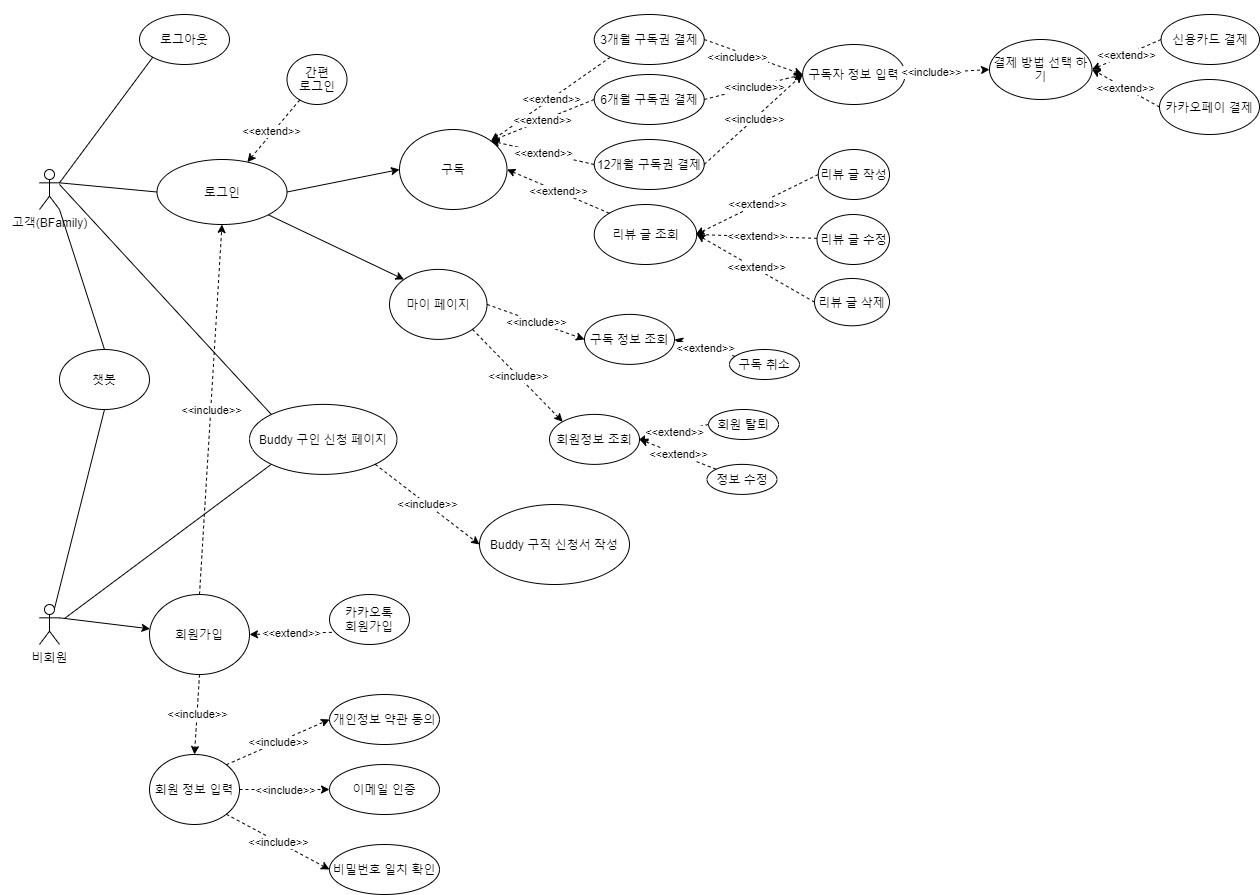 로그아웃
간편
로그인
<<extend>>
로그인
고객(BFamily)
구독
3개월 구독권 결제
6개월 구독권 결제
12개월 구독권 결제
<<extend>>
<<extend>>
<<extend>>
<<include>>
<<include>>
<<include>>
구독자 정보 입력
<<include>>
결제 방법 선택 하
기
<<extend>>
<<extend>>
신용카드 결제
카카오페이 결제
<<extend>>
리뷰 글 조회
<<extend>>
<<extend>>
<<extend>>
리뷰 글 작성
리뷰 글 수정
리뷰 글 삭제
마이 페이지
<<include>>
구독 정보 조회
<<extend>>
구독 취소
<<include>>
회원정보 조회
<<extend>>
<<extend>>
회원 탈퇴
정보 수정
챗봇
<<include>>
Buddy 구인 신청 페이지
<<include>>
Buddy 구직 신청서 작성
비회원
회원가입
<<extend>>
카카오톡
회원가입
<<include>>
회원 정보 입력
<<include>>
<<include>>
<<include>>
개인정보 약관 동의
이메일 인증
비밀번호 일치 확인